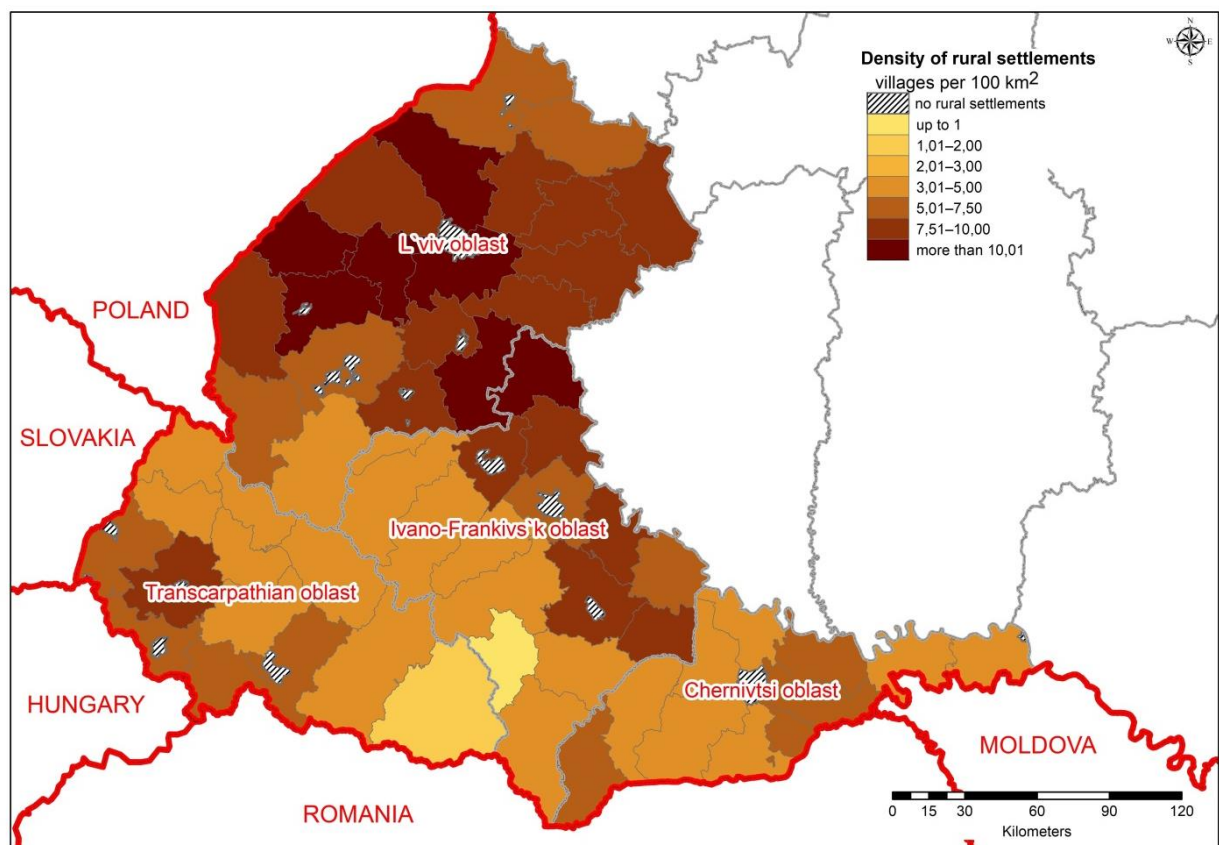 N
W E
S
Density of rural settlements
villages per 100 km2
no rural settlements
up to 1
1,01–2,00
2,01–3,00
3,01–5,00
5,01–7,50
7,51–10,00
more than 10,01
L`viv oblast
POLAND
SLOVAKIA
Ivano-Frankivs`k oblast
Transcarpathian oblast
HUNGARY
Chernivtsi oblast
MOLDOVA
ROMANIA
0 15 30 60 90 120
Kilometers